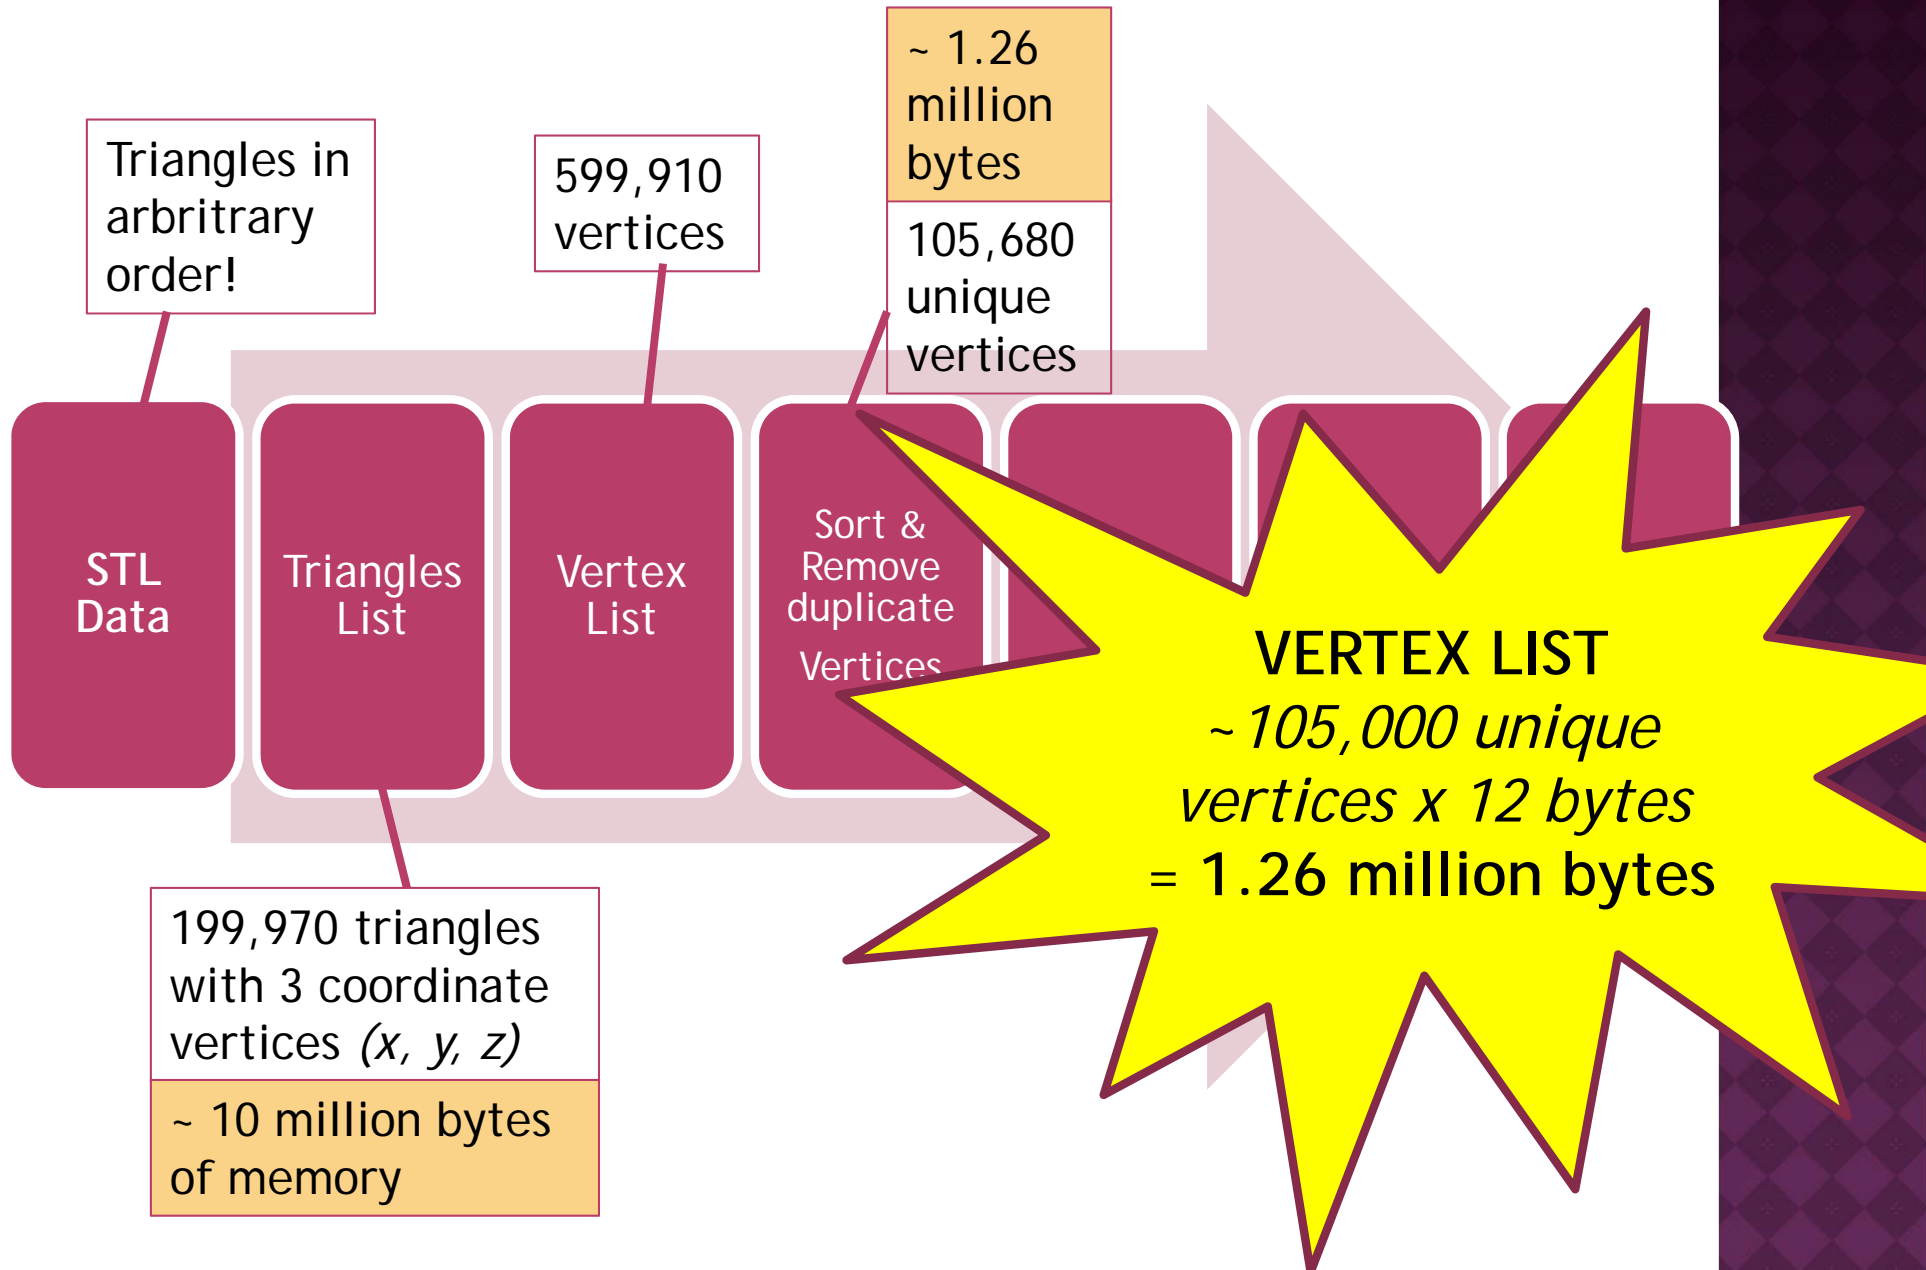 ~ 1.26
million
bytes
105,680
unique
vertices
Triangles in
arbritrary
order!
599,910
vertices
STL
Data
Triangles
List
Vertex
List
Sort &
Remove
duplicate
Vertices
VERTEX LIST
~105,000 unique
vertices x 12 bytes
= 1.26 million bytes
199,970 triangles
with 3 coordinate
vertices (x, y, z)
~ 10 million bytes
of memory